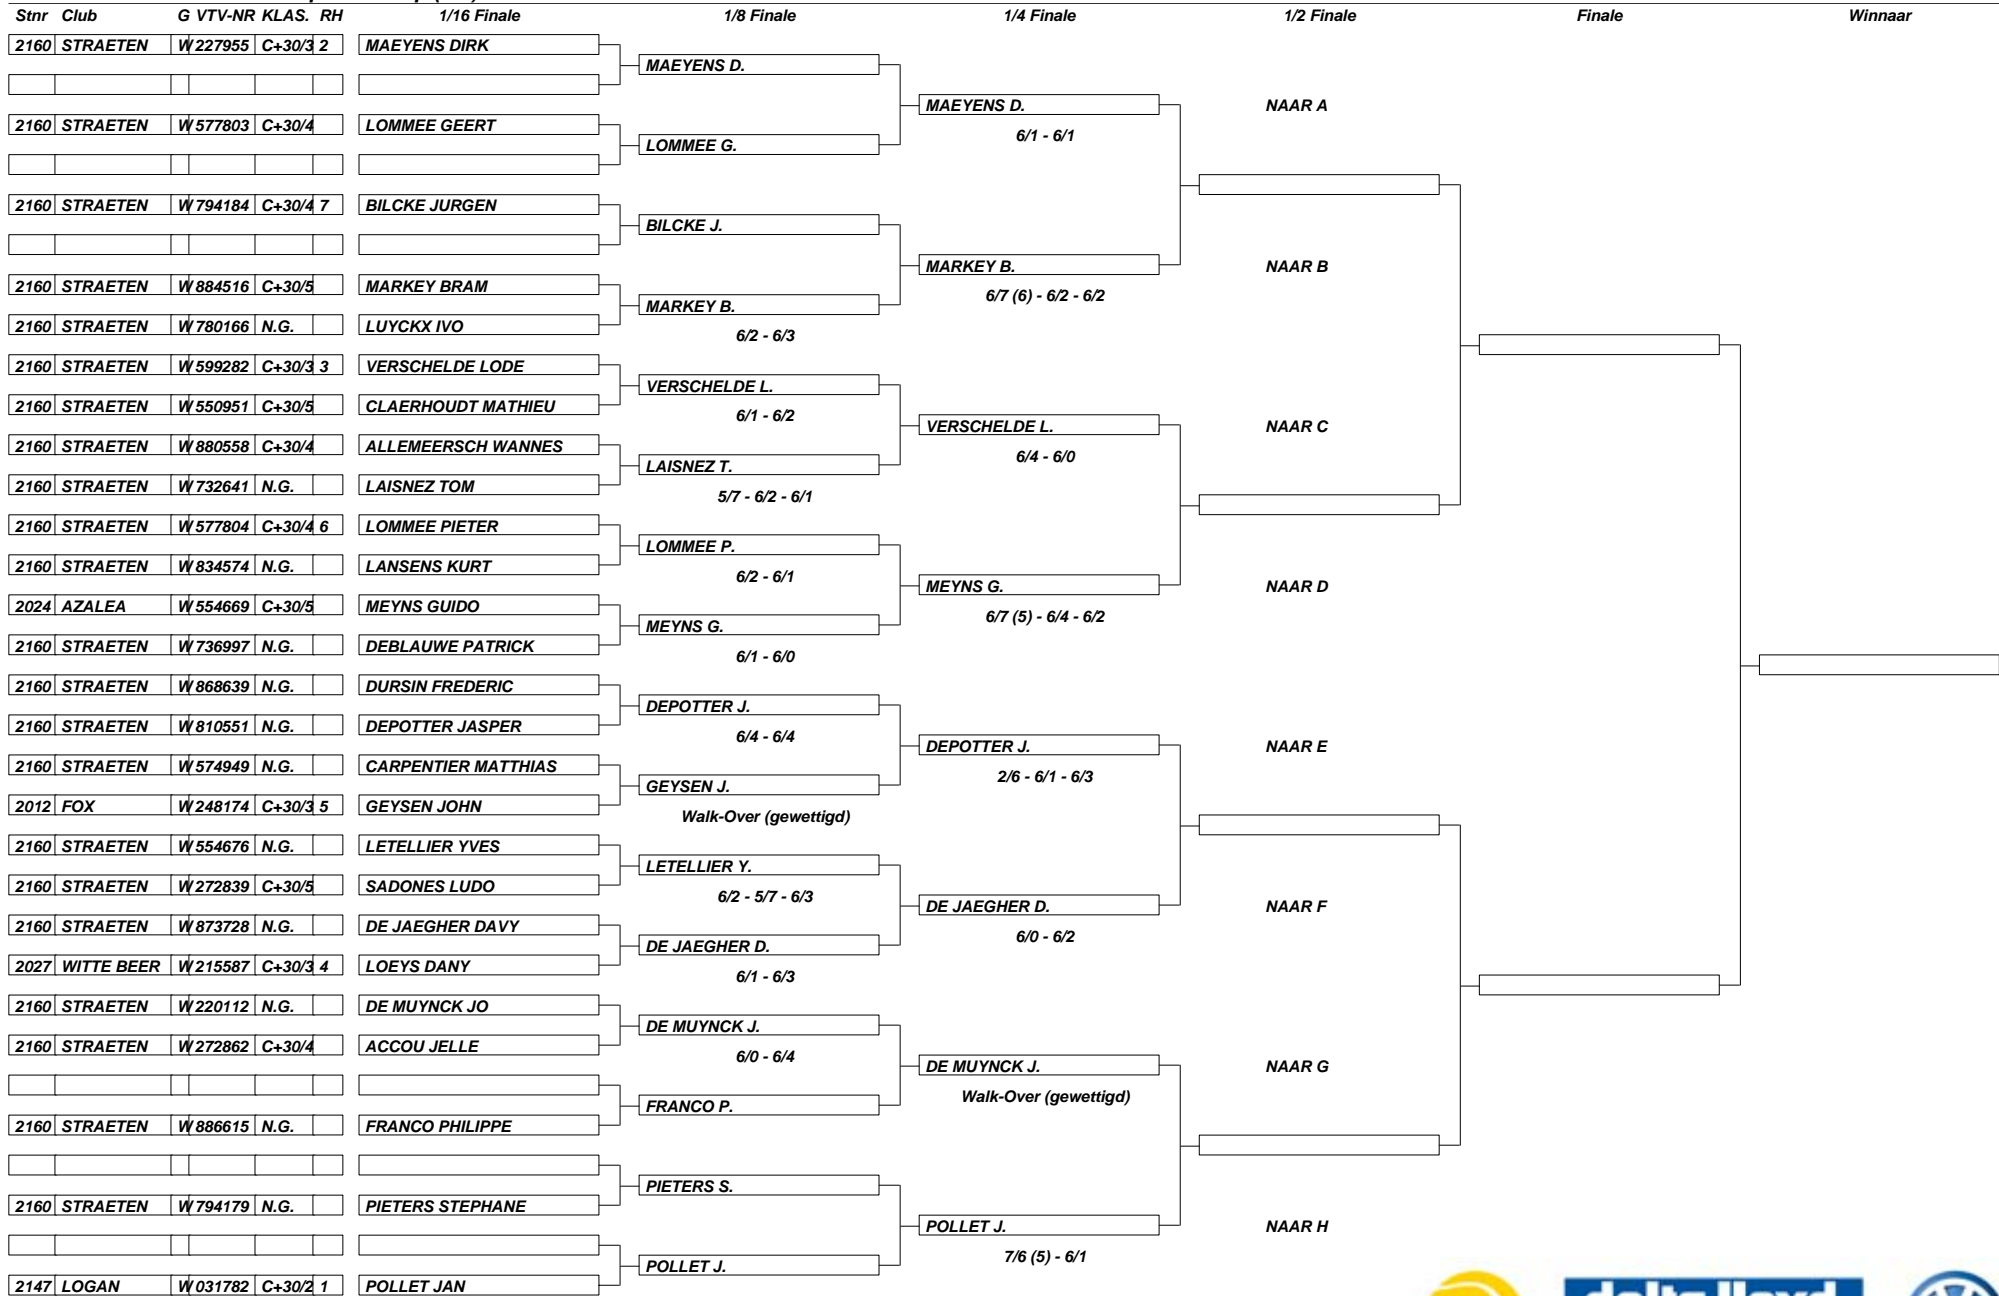 Stnr Club G VTV-NR KLAS. RH 1/16 Finale 1/8 Finale 1/4 Finale 1/2 Finale Finale Winnaar
2160 STRAETEN W 227955 C+30/3 2 MAEYENS DIRK
MAEYENS D.
MAEYENS D. NAAR A
2160 STRAETEN W 577803 C+30/4 LOMMEE GEERT
6/1 - 6/1
LOMMEE G.
2160 STRAETEN W 794184 C+30/4 7 BILCKE JURGEN
BILCKE J.
MARKEY B. NAAR B
2160 STRAETEN W 884516 C+30/5 MARKEY BRAM
6/7 (6) - 6/2 - 6/2
MARKEY B.
2160 STRAETEN W 780166 N.G. LUYCKX IVO
6/2 - 6/3
2160 STRAETEN W 599282 C+30/3 3 VERSCHELDE LODE
VERSCHELDE L.
2160 STRAETEN W 550951 C+30/5 CLAERHOUDT MATHIEU
6/1 - 6/2
VERSCHELDE L. NAAR C
2160 STRAETEN W 880558 C+30/4 ALLEMEERSCH WANNES
6/4 - 6/0
LAISNEZ T.
2160 STRAETEN W 732641 N.G. LAISNEZ TOM
5/7 - 6/2 - 6/1
2160 STRAETEN W 577804 C+30/4 6 LOMMEE PIETER
LOMMEE P.
2160 STRAETEN W 834574 N.G. LANSENS KURT
6/2 - 6/1
MEYNS G. NAAR D
2024 AZALEA W 554669 C+30/5 MEYNS GUIDO
6/7 (5) - 6/4 - 6/2
MEYNS G.
2160 STRAETEN W 736997 N.G. DEBLAUWE PATRICK
6/1 - 6/0
2160 STRAETEN W 868639 N.G. DURSIN FREDERIC
DEPOTTER J.
2160 STRAETEN W 810551 N.G. DEPOTTER JASPER
6/4 - 6/4
DEPOTTER J. NAAR E
2160 STRAETEN W 574949 N.G. CARPENTIER MATTHIAS
2/6 - 6/1 - 6/3
GEYSEN J.
2012 FOX W 248174 C+30/3 5 GEYSEN JOHN
Walk-Over (gewettigd)
2160 STRAETEN W 554676 N.G. LETELLIER YVES
LETELLIER Y.
2160 STRAETEN W 272839 C+30/5 SADONES LUDO
6/2 - 5/7 - 6/3
DE JAEGHER D. NAAR F
2160 STRAETEN W 873728 N.G. DE JAEGHER DAVY
6/0 - 6/2
DE JAEGHER D.
2027 WITTE BEER W 215587 C+30/3 4 LOEYS DANY
6/1 - 6/3
2160 STRAETEN W 220112 N.G. DE MUYNCK JO
DE MUYNCK J.
2160 STRAETEN W 272862 C+30/4 ACCOU JELLE
6/0 - 6/4
DE MUYNCK J. NAAR G
Walk-Over (gewettigd)
FRANCO P.
2160 STRAETEN W 886615 N.G. FRANCO PHILIPPE
PIETERS S.
2160 STRAETEN W 794179 N.G. PIETERS STEPHANE
POLLET J. NAAR H
7/6 (5) - 6/1
POLLET J.
2147 LOGAN W 031782 C+30/2 1 POLLET JAN